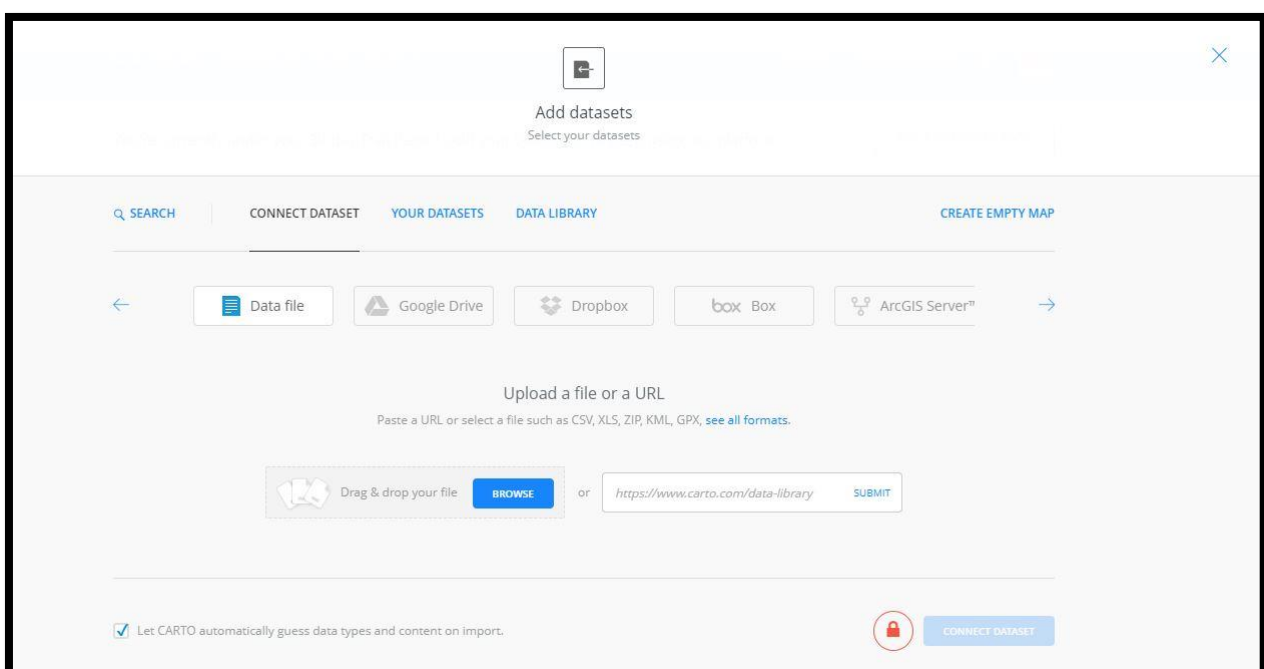 Add datasets
Select your datasets
SEARCH CONNECT DATASET YOUR DATASETS DATA LIBRARY CREATE EMPTY MAP
Data file Google Drive Dropbox box Box ArcGIS Server™
Upload a file or a URL
Paste a URL or select a file such as CSV, XLS, ZIP, KML, GPX, see all formats.
Drag & drop your file BROWSE or https://www.carto.com/data-library SUBMIT
Let CARTO automatically guess data types and content on import. CONNECT DATASET